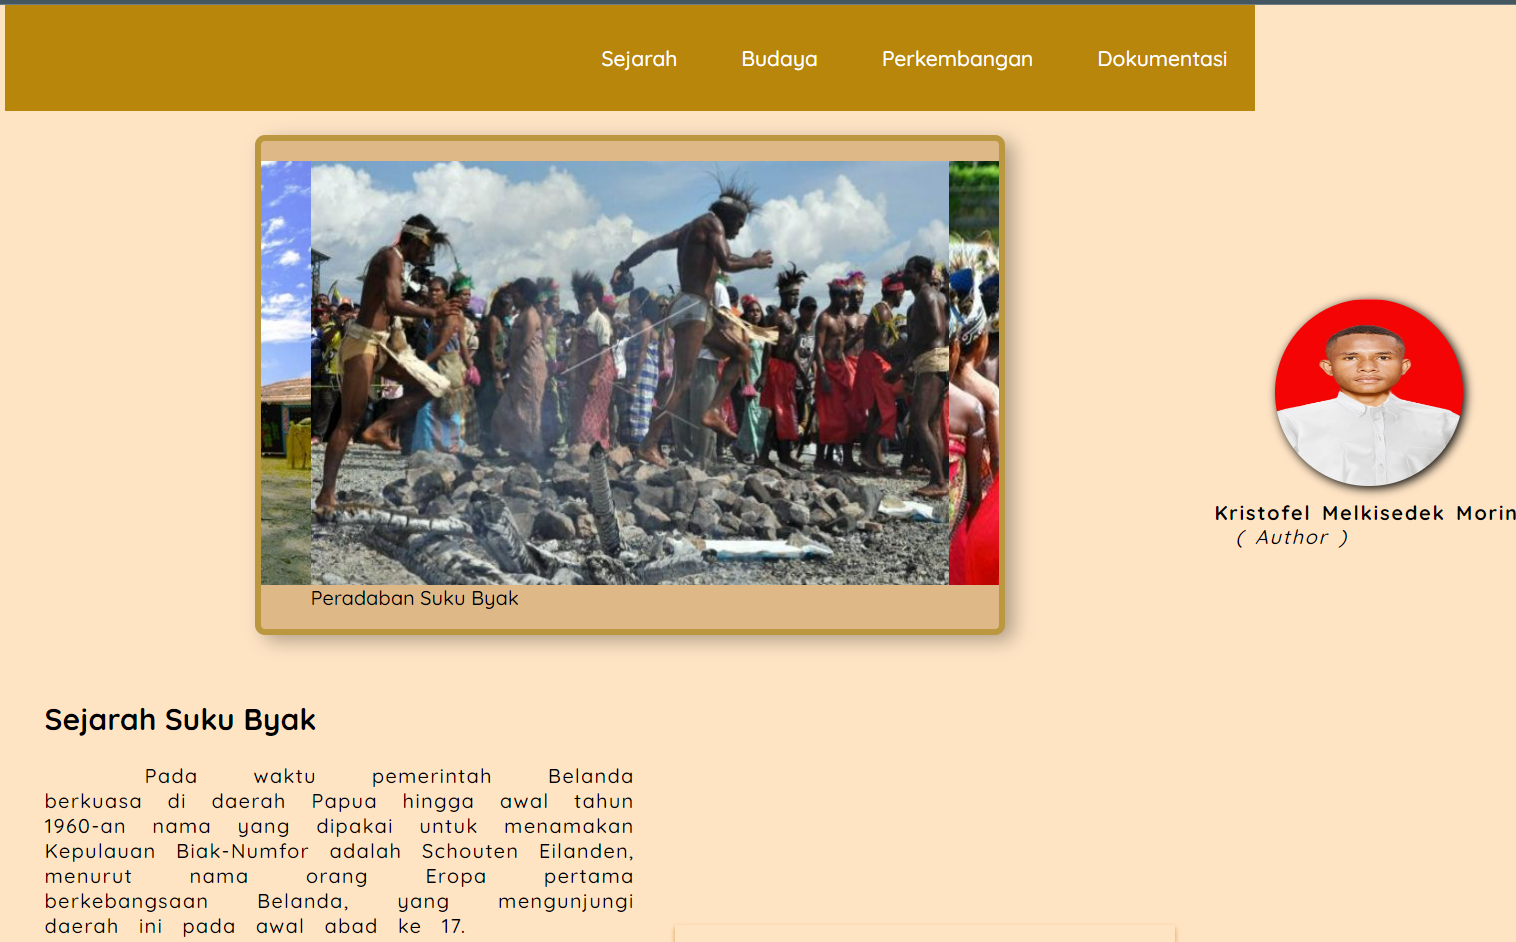 Sejarah Budaya Perkembangan Dokumentasi
Peradaban Suku Byak
Kristofel Melkisedek Morin
( Author )
Sejarah Suku Byak
Pada waktu pemerintah Belanda
berkuasa di daerah Papua hingga awal tahun
1960-an nama yang dipakai untuk menamakan
Kepulauan Biak-Numfor adalah Schouten Eilanden,
menurut nama orang Eropa pertama
berkebangsaan Belanda, yang mengunjungi
daerah ini pada awal abad ke 17.